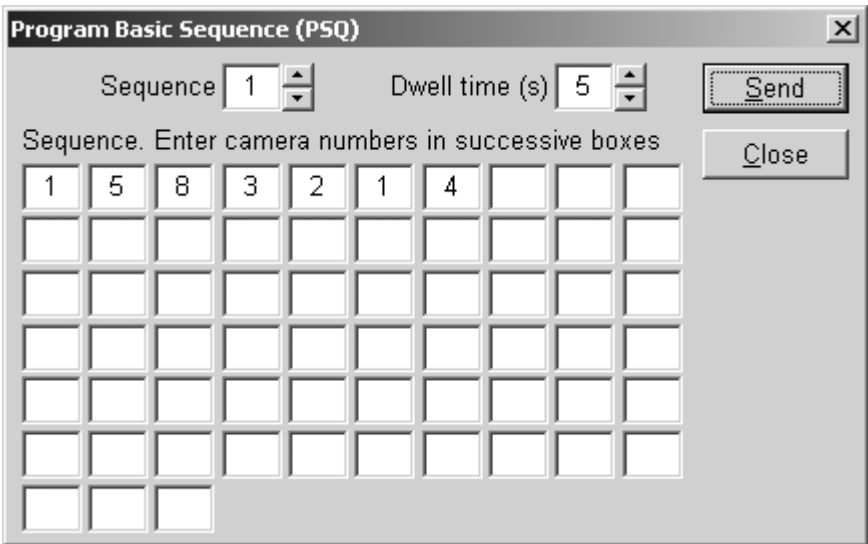 Program Basic Sequence (PSQ)
Sequence 1 Dwell time (s) 5 Send
Sequence. Enter camera numbers in successive boxes
Close
1 5 8 3 2 1 4